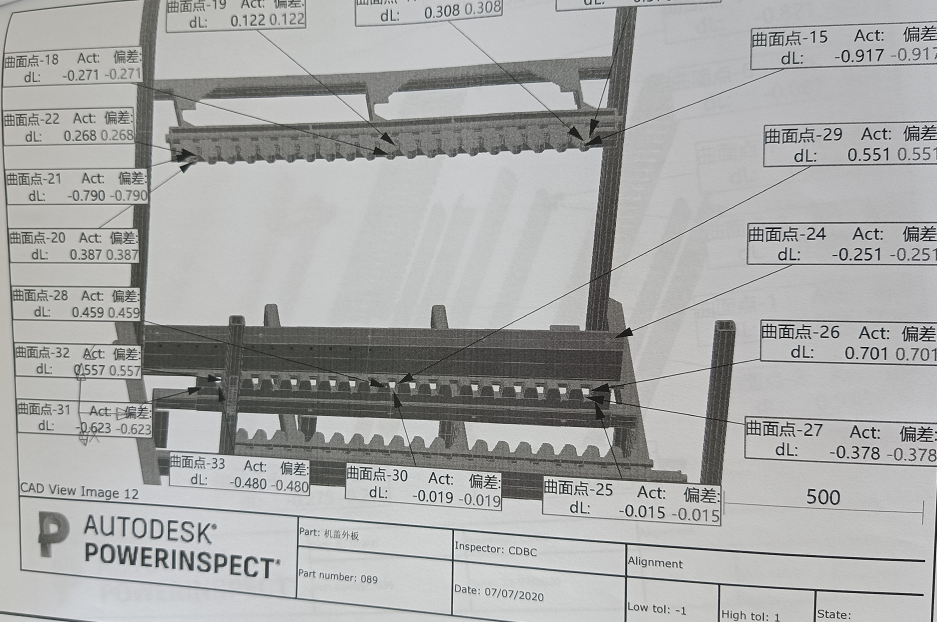 曲面点-19 Act: 偏差:
dL: 0.122 0.122
dL: 0.308 0.308
曲面点-15 Act: 偏差
dL: -0.917 -0.917
曲面点-18 Act: 偏差:
dL: -0.271 -0.271
曲面点-22 Act: 偏差:
dL: 0.268 0.268
曲面点-29 Act: 偏差
dL: 0.551 0.551
曲面点-21 Act: 偏差:
dL: -0.790 -0.790
曲面点-20 Act: 偏差:
dL: 0.387 0.387
曲面点-24 Act: 偏差
dL: -0.251 -0.251
曲面点-28 Act: 偏差:
dL: 0.459 0.459
曲面点-26 Act: 偏差
dL: 0.701 0.701
曲面点-32 Act: 偏差:
dL: 0.557 0.557
曲面点-31 Act: 偏差:
dL: -0.623 -0.623
曲面点-27 Act: 偏差
dL: -0.378 -0.378
曲面点-33 Act: 偏差:
dL: -0.480 -0.480
曲面点-30 Act: 偏差:
dL: -0.019 -0.019
曲面点-25 Act: 偏差:
dL: -0.015 -0.015
500
CAD View Image 12
AUTODESK®
POWERINSPECT®
Part: 机盖外板
Part number: 089
Inspector: CDBC
Date: 07/07/2020
Alignment
Low tol: -1
High tol: 1
State: